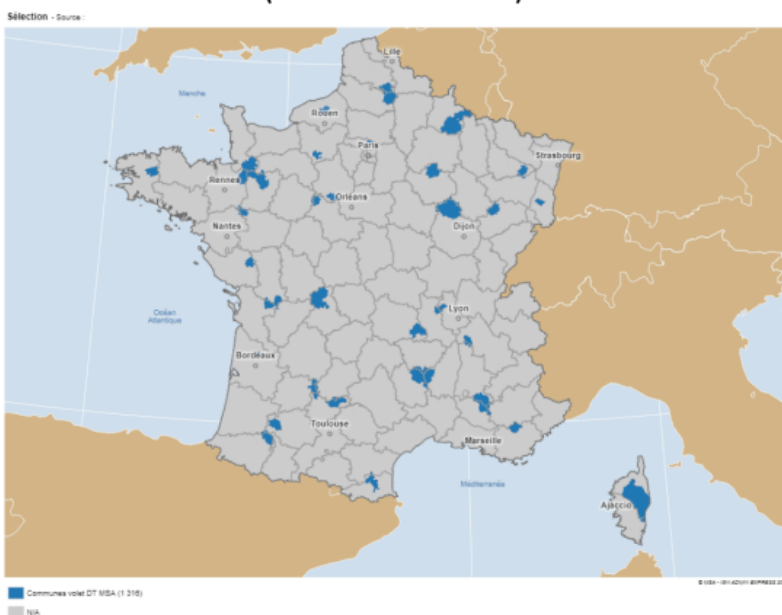 Sélection - Source :
Lille
Manche
Rouen
Paris
Strasbourg
Rennes
Orléans
Nantes
Dijon
Océan
Atlantique
Lyon
Bordeaux
Toulouse
Marseille
Méditerranée
Ajaccio
Communes volet DT MSA (1 316)
N/A